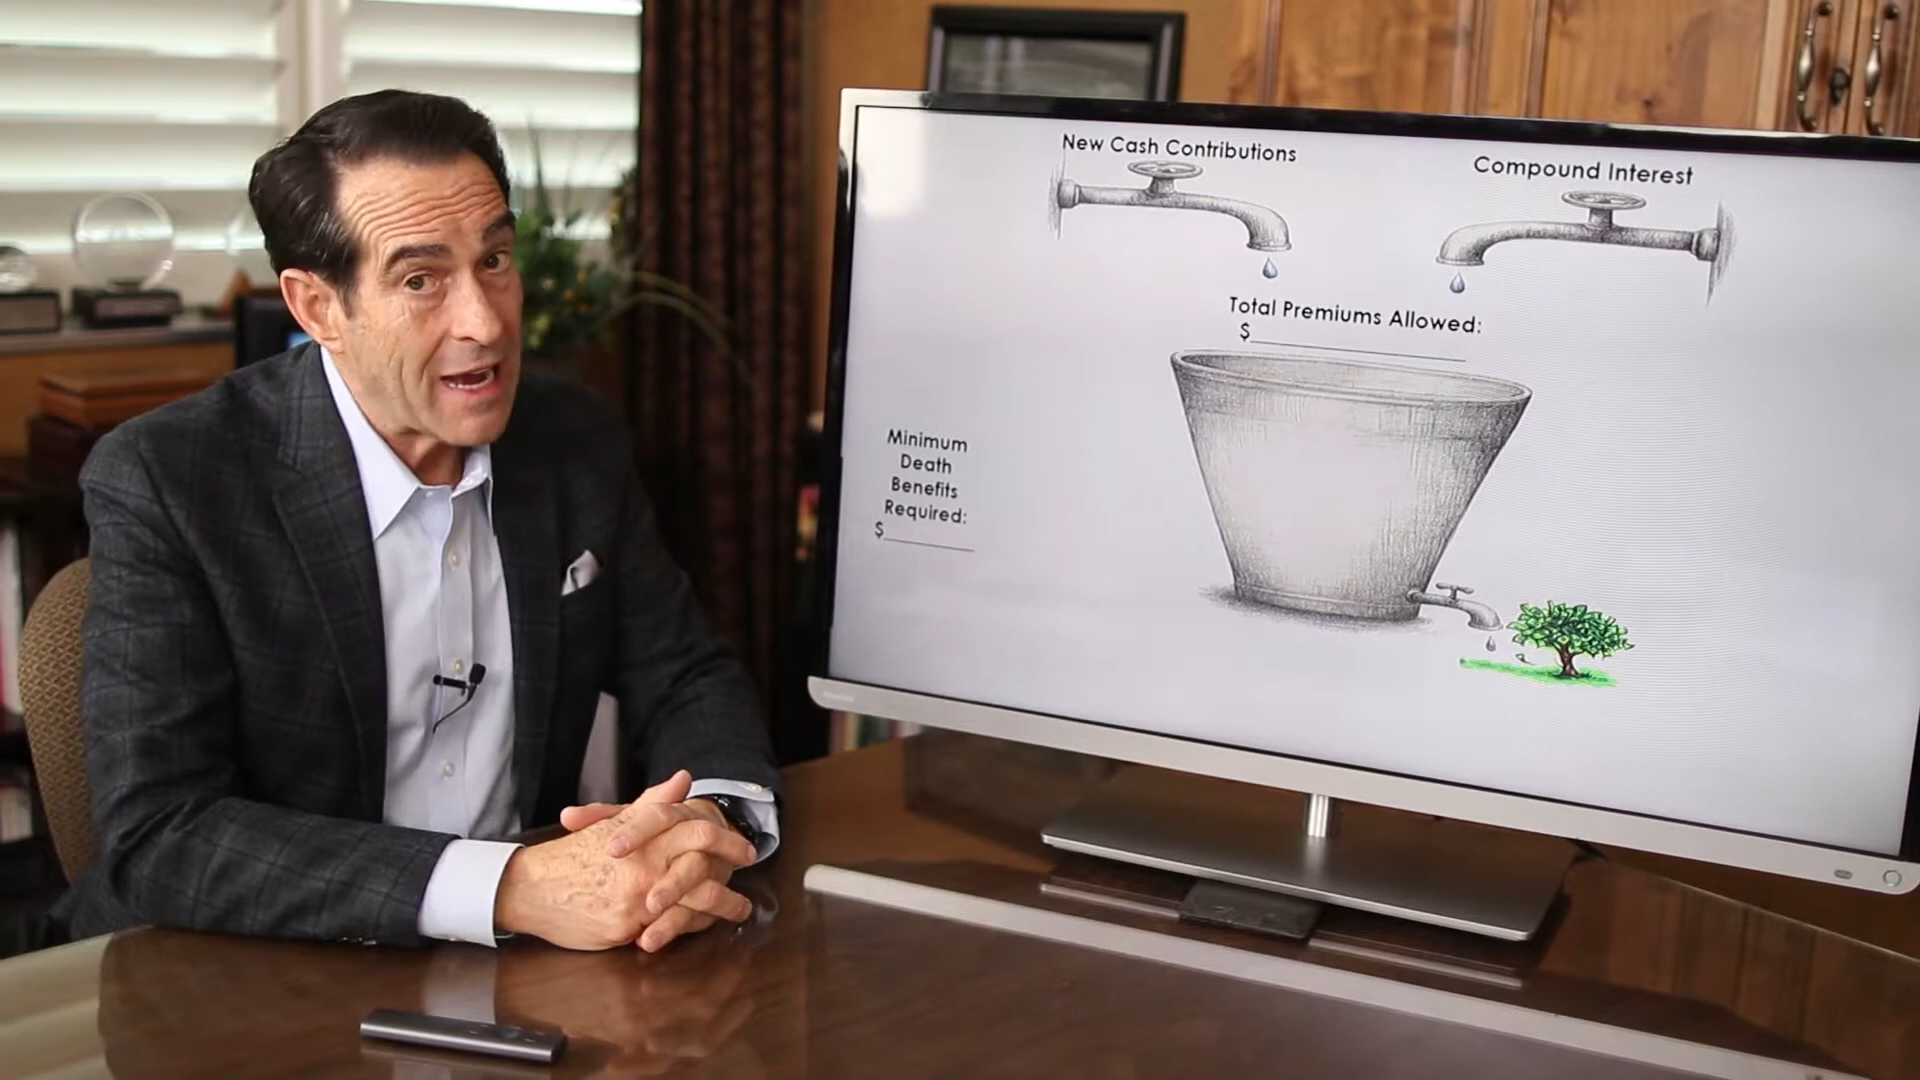 New Cash Contributions
Compound Interest
Total Premiums Allowed:
$
Minimum
Death
Benefits
Required:
$